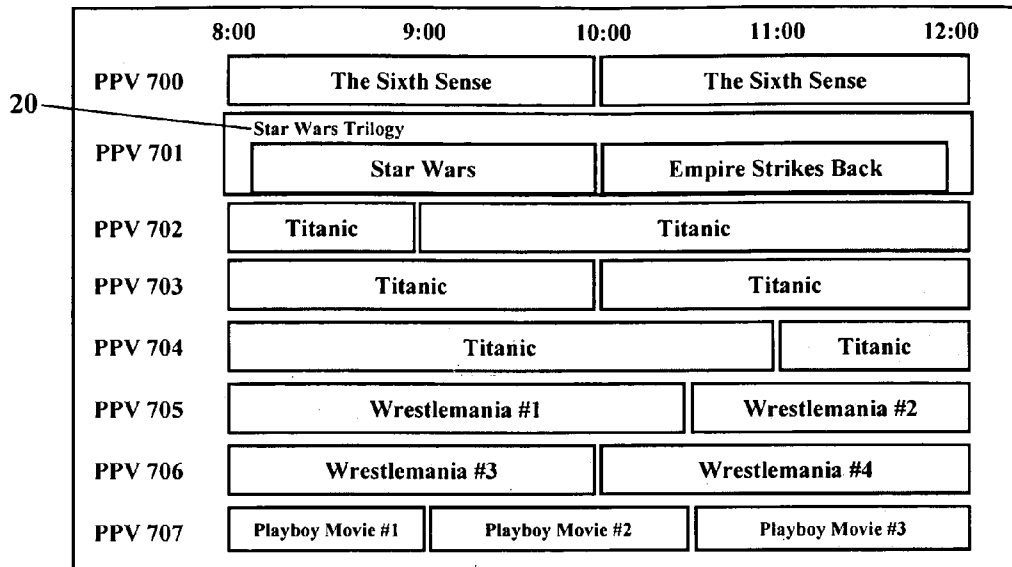 8:00 9:00 10:00 11:00 12:00
PPV 700 The Sixth Sense The Sixth Sense
20
Star Wars Trilogy
PPV 701 Star Wars Empire Strikes Back
PPV 702 Titanic Titanic
PPV 703 Titanic Titanic
PPV 704 Titanic Titanic
PPV 705 Wrestlemania #1 Wrestlemania #2
PPV 706 Wrestlemania #3 Wrestlemania #4
PPV 707 Playboy Movie #1 Playboy Movie #2 Playboy Movie #3